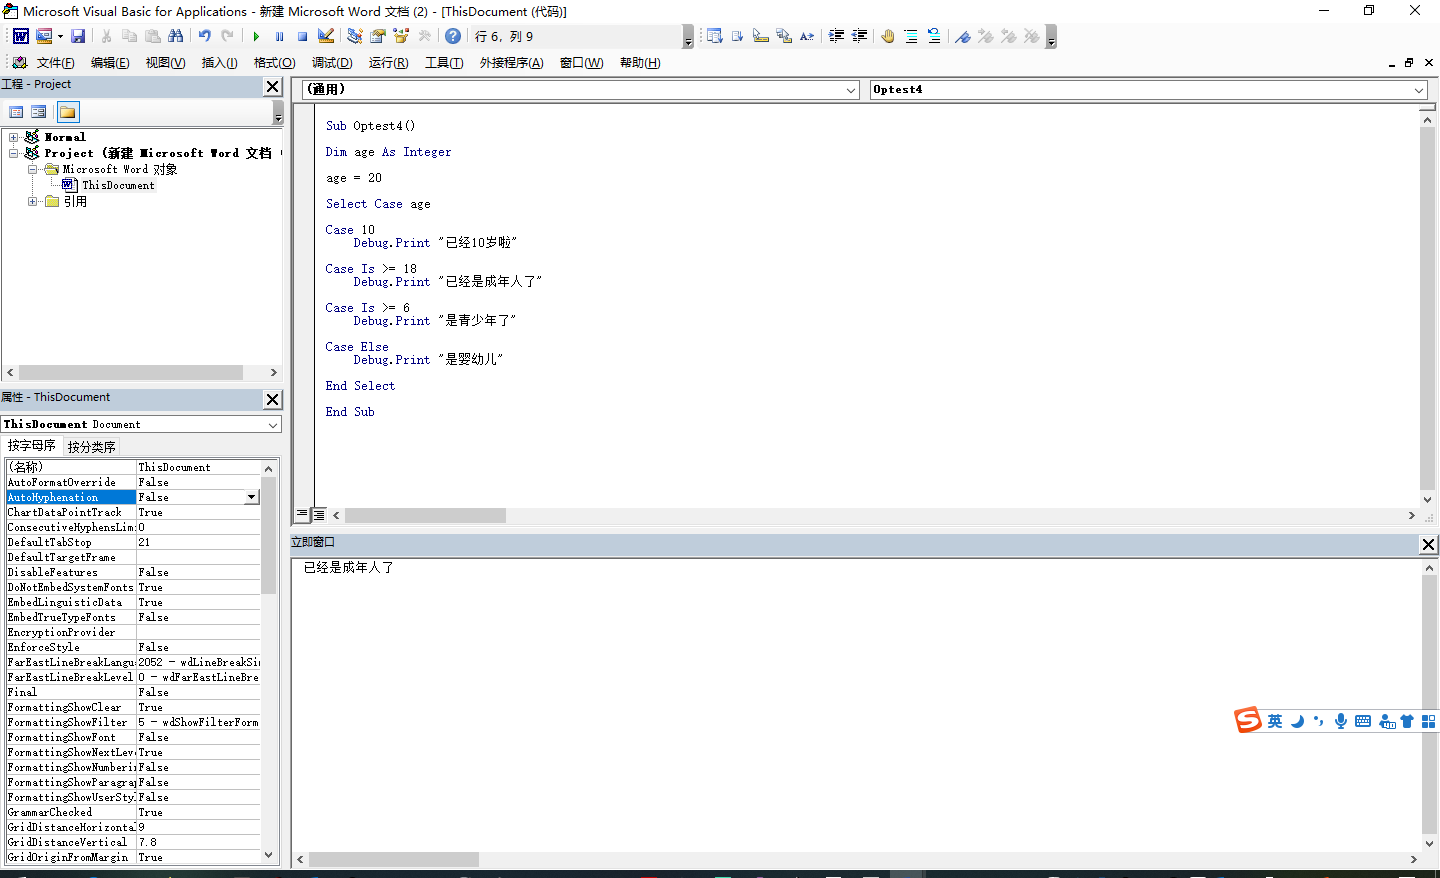 Microsoft Visual Basic for Applications - 新建 Microsoft Word 文档 (2) - [ThisDocument (代码)]
行 6, 列 9
文件(F) 编辑(E) 视图(V) 插入(I) 格式(O) 调试(D) 运行(R) 工具(T) 外接程序(A) 窗口(W) 帮助(H)
工程 - Project
Normal
Project (新建 Microsoft Word 文档
Microsoft Word 对象
ThisDocument
引用
属性 - ThisDocument
ThisDocument Document
按字母序 按分类序
(名称) ThisDocument
AutoFormatOverride False
AutoHyphenation False
ChartDataPointTrack True
ConsecutiveHyphensLim 0
DefaultTabStop 21
DefaultTargetFrame
DisableFeatures False
DoNotEmbedSystemFonts True
EmbedLinguisticData True
EmbedTrueTypeFonts False
EncryptionProvider
EnforceStyle False
FarEastLineBreakLangu 2052 - wdLineBreakSi
FarEastLineBreakLevel 0 - wdFarEastLineBre
Final False
FormattingShowClear True
FormattingShowFilter 5 - wdShowFilterForm
FormattingShowFont False
FormattingShowNextLev True
FormattingShowNumberi False
FormattingShowParagra False
FormattingShowUserSty False
GrammarChecked True
GridDistanceHorizonta 9
GridDistanceVertical 7.8
GridOriginFromMargin True
(通用) Optest4
Sub Optest4()
Dim age As Integer
age = 20
Select Case age
Case 10
Debug.Print "已经10岁啦"
Case Is >= 18
Debug.Print "已经是成年人了"
Case Is >= 6
Debug.Print "是青少年了"
Case Else
Debug.Print "是婴幼儿"
End Select
End Sub
立即窗口
已经是成年人了
英